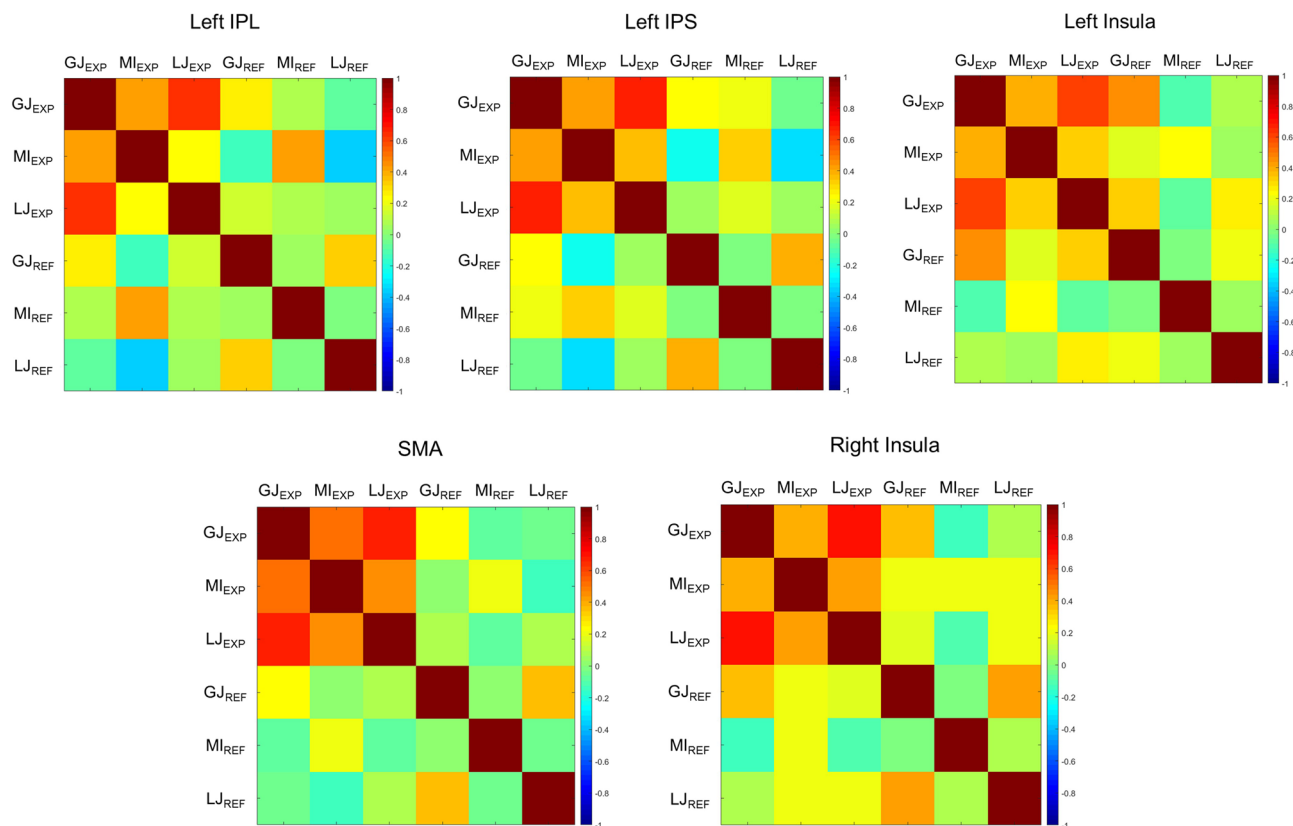 Left IPL
Left IPS
Left Insula
GJEXP MIEXP LJEXP GJREF MIREF LJREF
GJEXP
MIEXP
LJEXP
GJREF
MIREF
LJREF
1
0.8
0.6
0.4
0.2
0
-0.2
-0.4
-0.6
-0.8
-1
GJEXP MIEXP LJEXP GJREF MIREF LJREF
GJEXP
MIEXP
LJEXP
GJREF
MIREF
LJREF
1
0.8
0.6
0.4
0.2
0
-0.2
-0.4
-0.6
-0.8
-1
GJEXP MIEXP LJEXP GJREF MIREF LJREF
GJEXP
MIEXP
LJEXP
GJREF
MIREF
LJREF
1
0.8
0.6
0.4
0.2
0
-0.2
-0.4
-0.6
-0.8
-1
SMA
Right Insula
GJEXP MIEXP LJEXP GJREF MIREF LJREF
GJEXP
MIEXP
LJEXP
GJREF
MIREF
LJREF
1
0.8
0.6
0.4
0.2
0
-0.2
-0.4
-0.6
-0.8
-1
GJEXP MIEXP LJEXP GJREF MIREF LJREF
GJEXP
MIEXP
LJEXP
GJREF
MIREF
LJREF
1
0.8
0.6
0.4
0.2
0
-0.2
-0.4
-0.6
-0.8
-1